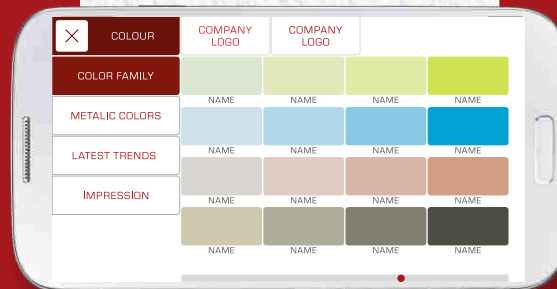 COLOUR
COMPANY
LOGO
COMPANY
LOGO
COLOR FAMILY
METALIC COLORS
LATEST TRENDS
IMPRESSION
NAME NAME NAME NAME
NAME NAME NAME NAME
NAME NAME NAME NAME
NAME NAME NAME NAME